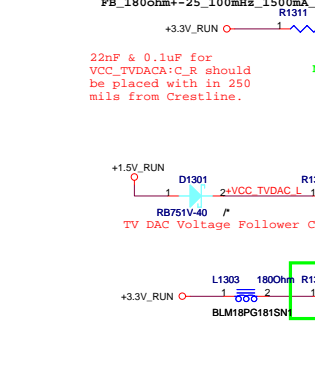 FB_180ohm+-25_100mHz_1500mA_
R1311
+3.3V_RUN
1
22nF & 0.1uF for
VCC_TVDACA:C_R should
be placed with in 250
mils from Crestline.
+1.5V_RUN
D1301
1
2
+VCC_TVDAC_L
1
RB751V-40
/*
TV DAC Voltage Follower C
L1303
180Ohm
+3.3V_RUN
1
2
1
BLM18PG181SN1